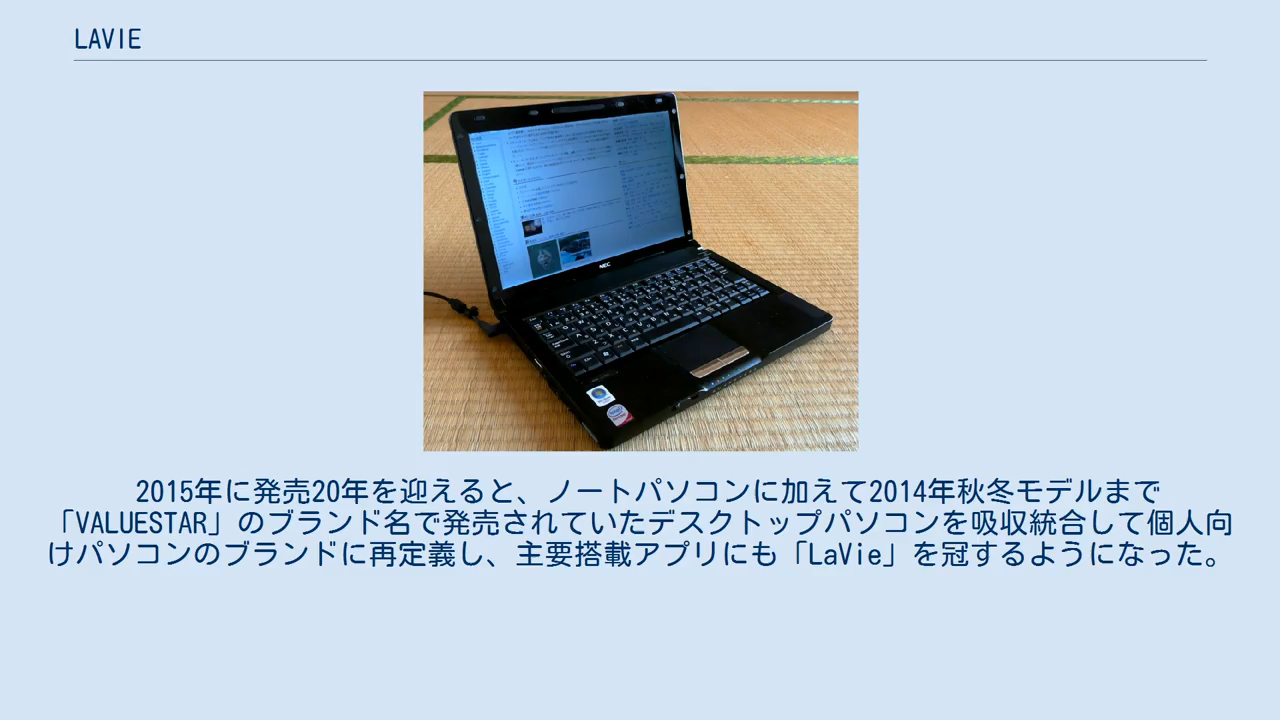 LAVIE
NEC
2015年に発売20年を迎えると、ノートパソコンに加えて2014年秋冬モデルまで
「VALUESTAR」のブランド名で発売されていたデスクトップパソコンを吸収統合して個人向
けパソコンのブランドに再定義し、主要搭載アプリにも「LaVie」を冠するようになった。